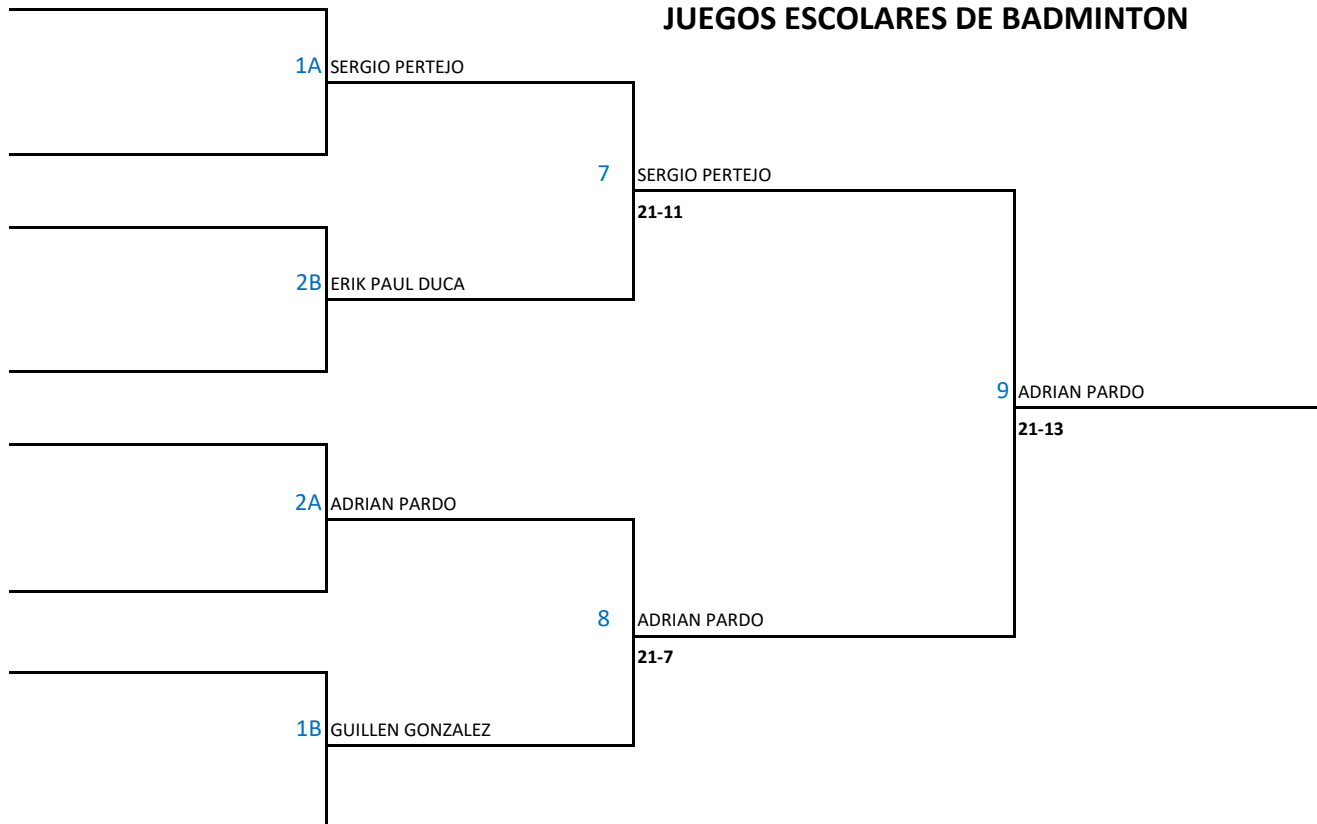 JUEGOS ESCOLARES DE BADMINTON
1A SERGIO PERTEJO
7 SERGIO PERTEJO
21-11
2B ERIK PAUL DUCA
9 ADRIAN PARDO
21-13
2A ADRIAN PARDO
8 ADRIAN PARDO
21-7
1B GUILLEN GONZALEZ